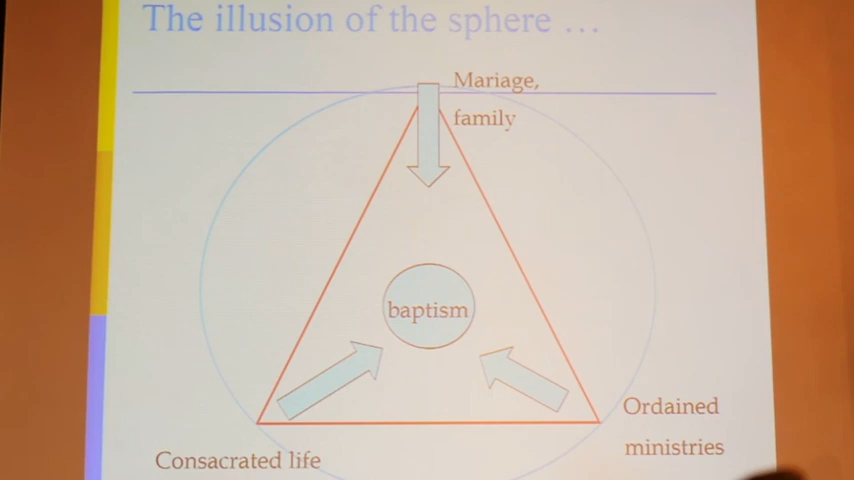 The illusion of the sphere …
Mariage,
family
baptism
Ordained
ministries
Consacrated life